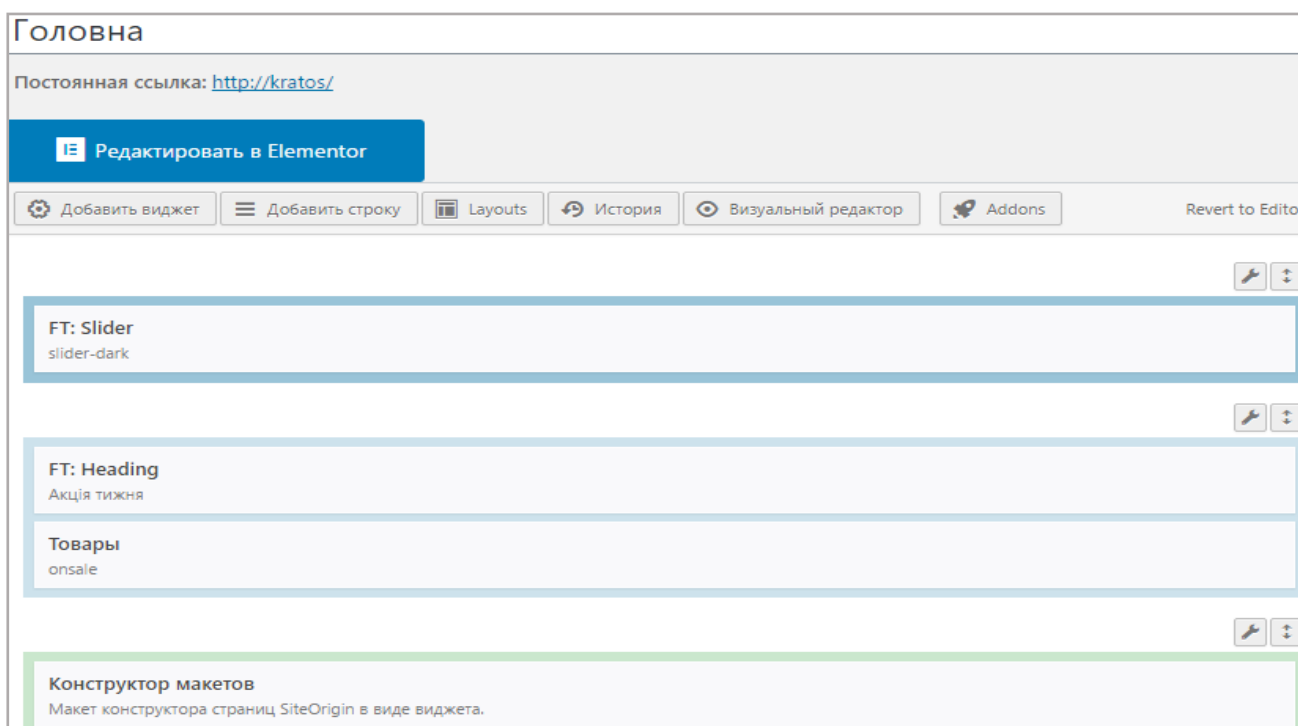 Головна
Постоянная ссылка: http://kratos/
Редактировать в Elementor
Добавить виджет Добавить строку Layouts История Визуальный редактор Addons Revert to Edito
FT: Slider
slider-dark
FT: Heading
Акція тижня
Товары
onsale
Конструктор макетов
Макет конструктора страниц SiteOrigin в виде виджета.